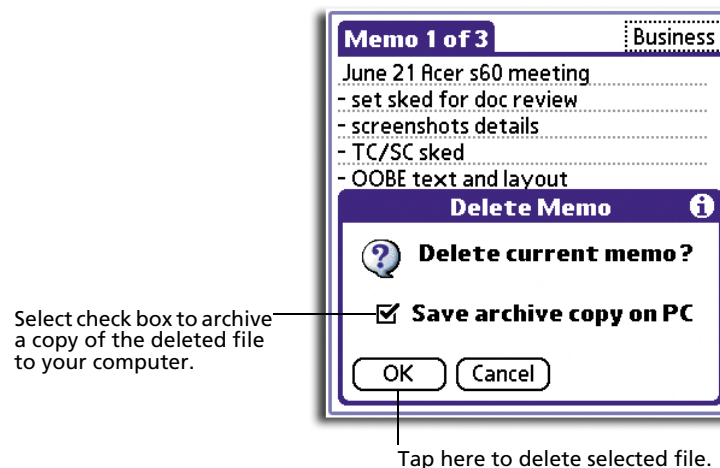 Memo 1 of 3 Business
June 21 Acer s60 meeting
- set sked for doc review
- screenshots details
- TC/SC sked
- OOBE text and layout
Delete Memo
Delete current memo?
Save archive copy on PC
Select check box to archive
a copy of the deleted file
to your computer.
OK Cancel
Tap here to delete selected file.